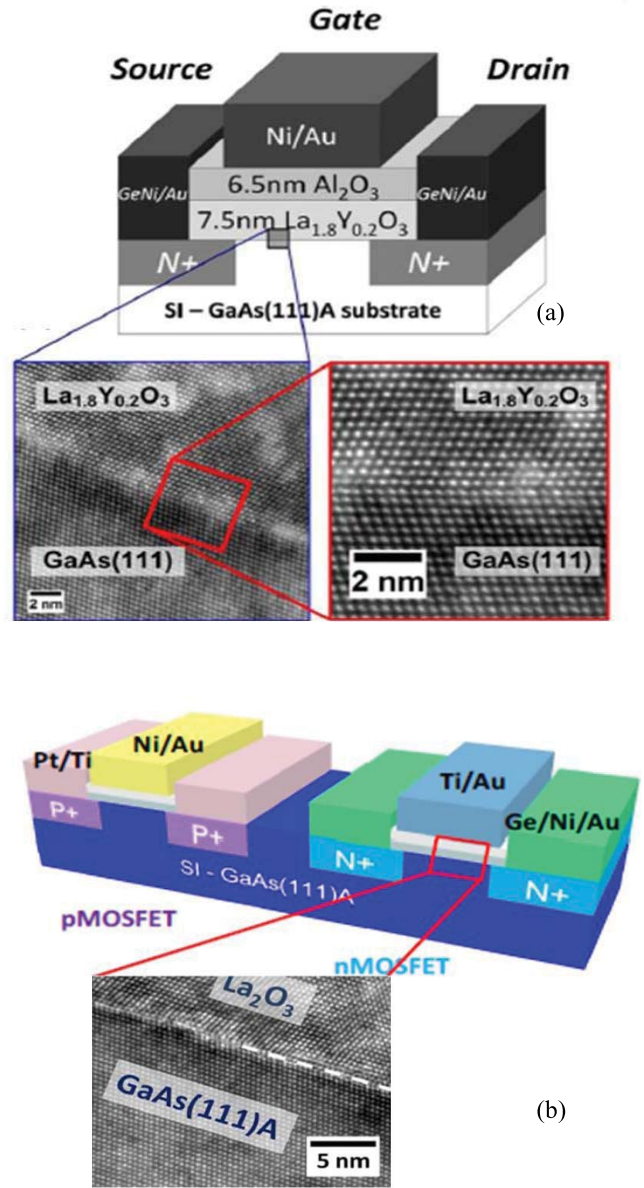 Gate
Source
Drain
Ni/Au
GeNi/Au
6.5nm Al₂O₃
GeNi/Au
7.5nm La₁.₈Y₀.₂O₃
N+
N+
SI – GaAs(111)A substrate
(a)
La₁.₈Y₀.₂O₃
La₁.₈Y₀.₂O₃
GaAs(111)
2 nm
2 nm
GaAs(111)
Pt/Ti
Ni/Au
Ti/Au
Ge/Ni/Au
P+
P+
N+
N+
SI - GaAs(111)A
pMOSFET
nMOSFET
La₂O₃
GaAs(111)A
5 nm
(b)